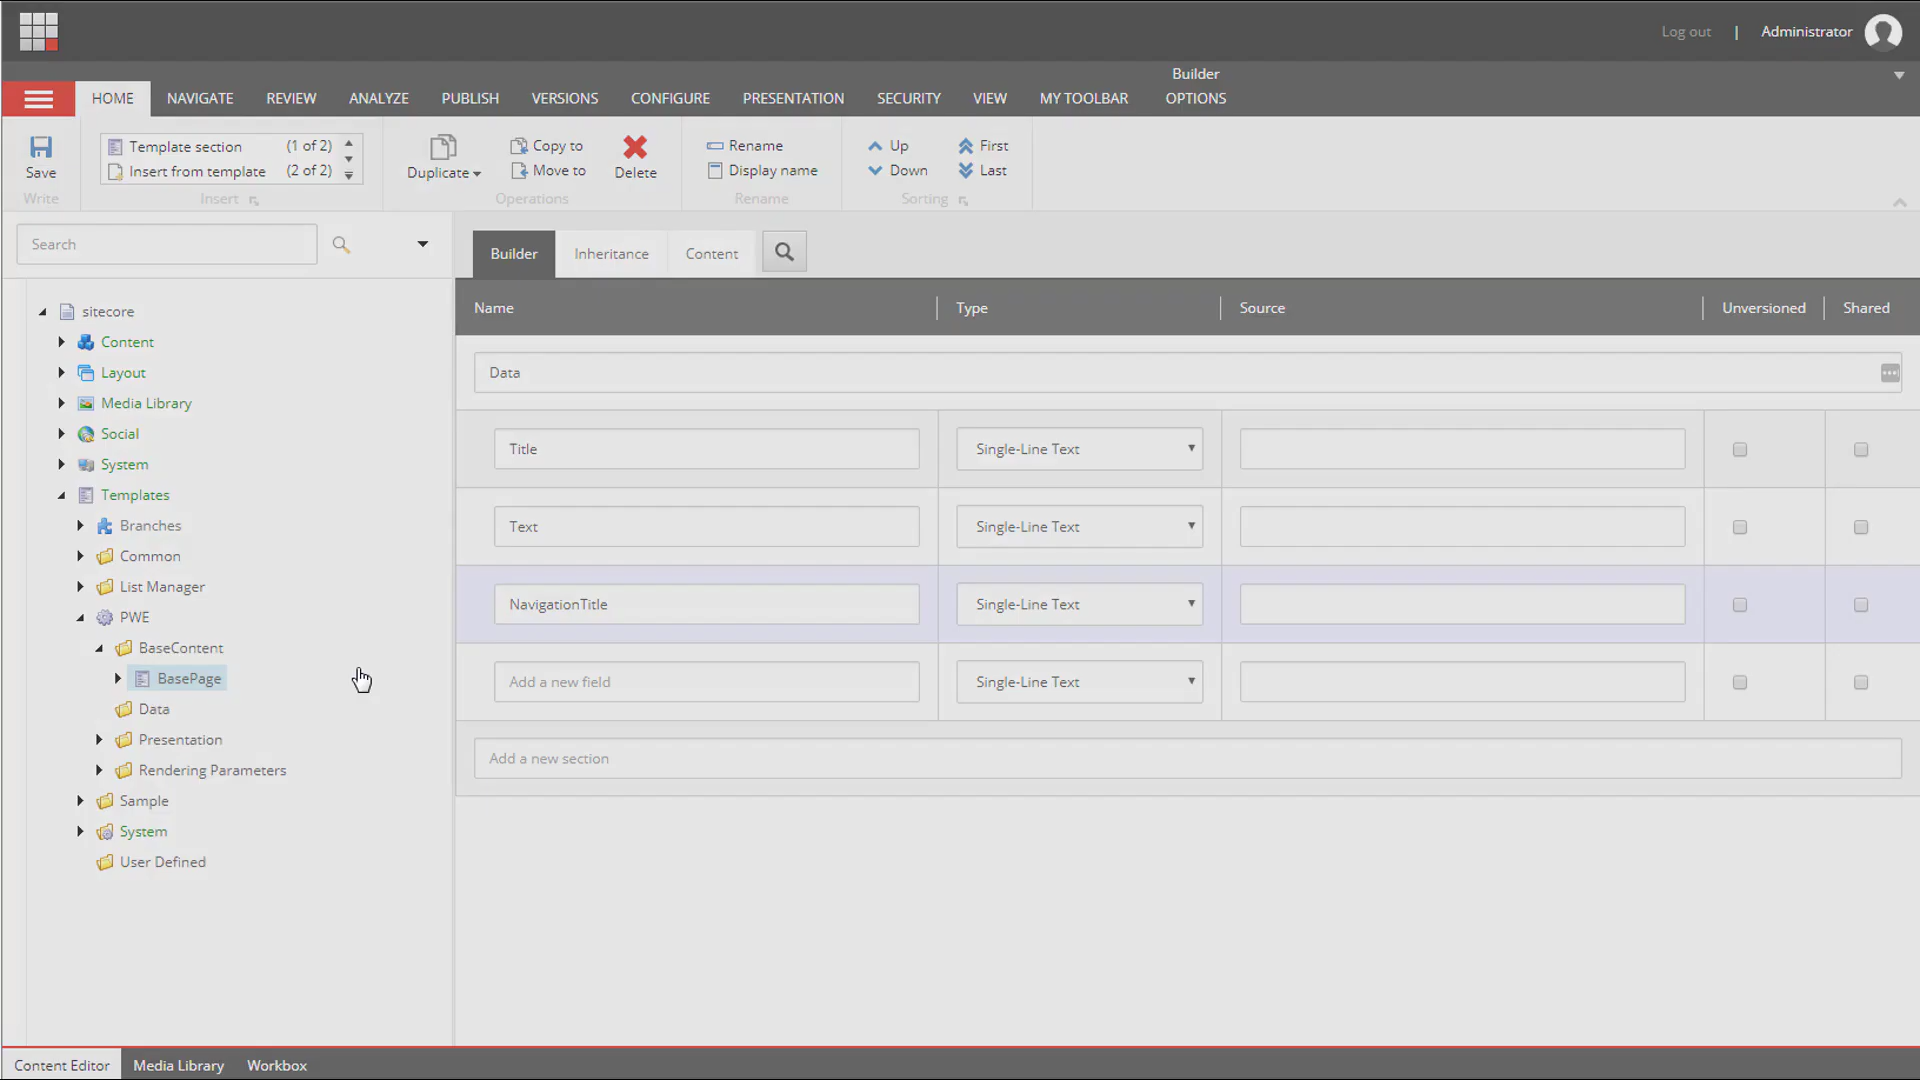 Log out | Administrator
Builder
HOME NAVIGATE REVIEW ANALYZE PUBLISH VERSIONS CONFIGURE PRESENTATION SECURITY VIEW MY TOOLBAR OPTIONS
Save
Write
Template section (1 of 2)
Insert from template (2 of 2)
Insert
Duplicate
Copy to
Move to
Delete
Operations
Rename
Display name
Rename
Up
Down
First
Last
Sorting
Search
sitecore
Content
Layout
Media Library
Social
System
Templates
Branches
Common
List Manager
PWE
BaseContent
BasePage
Data
Presentation
Rendering Parameters
Sample
System
User Defined
Builder Inheritance Content
Name Type Source Unversioned Shared
Data
Title Single-Line Text
Text Single-Line Text
NavigationTitle Single-Line Text
Add a new field Single-Line Text
Add a new section
Content Editor Media Library Workbox